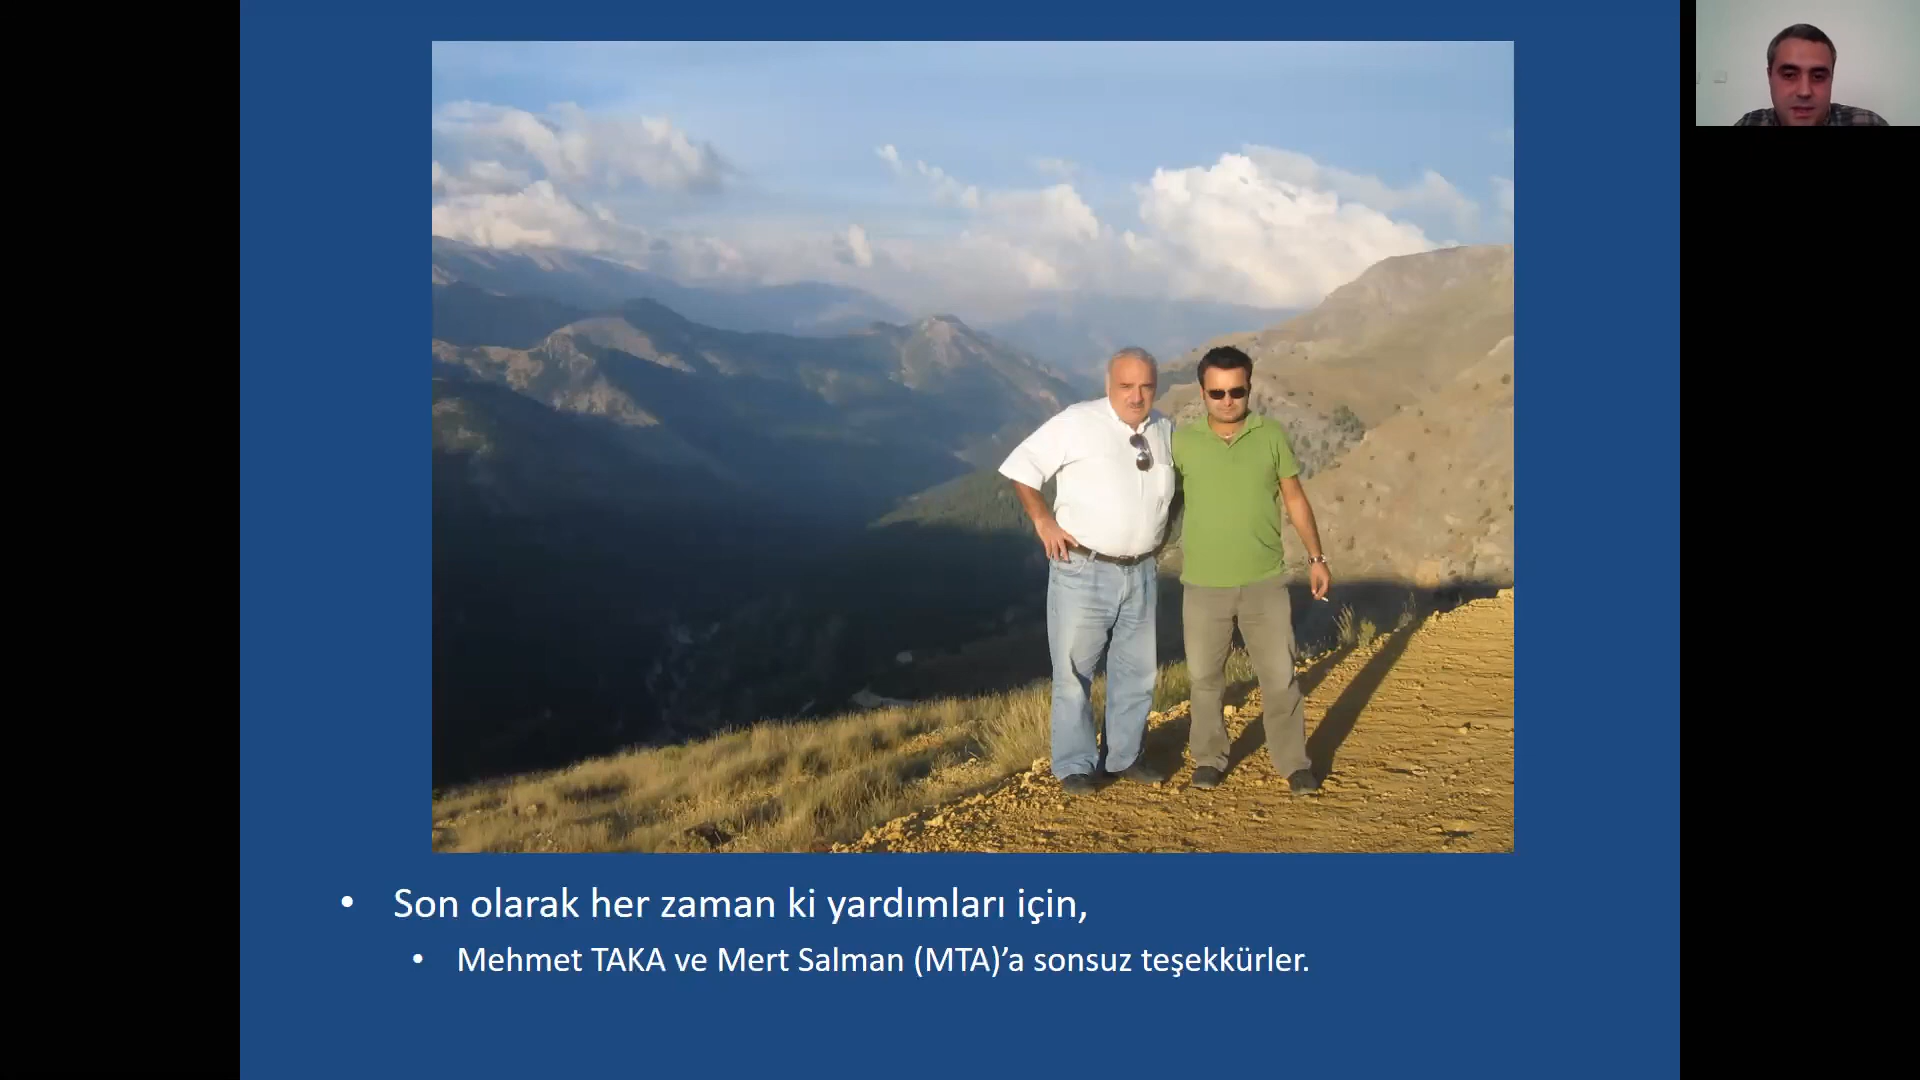 • Son olarak her zaman ki yardımları için,
• Mehmet TAKA ve Mert Salman (MTA)’a sonsuz teşekkürler.